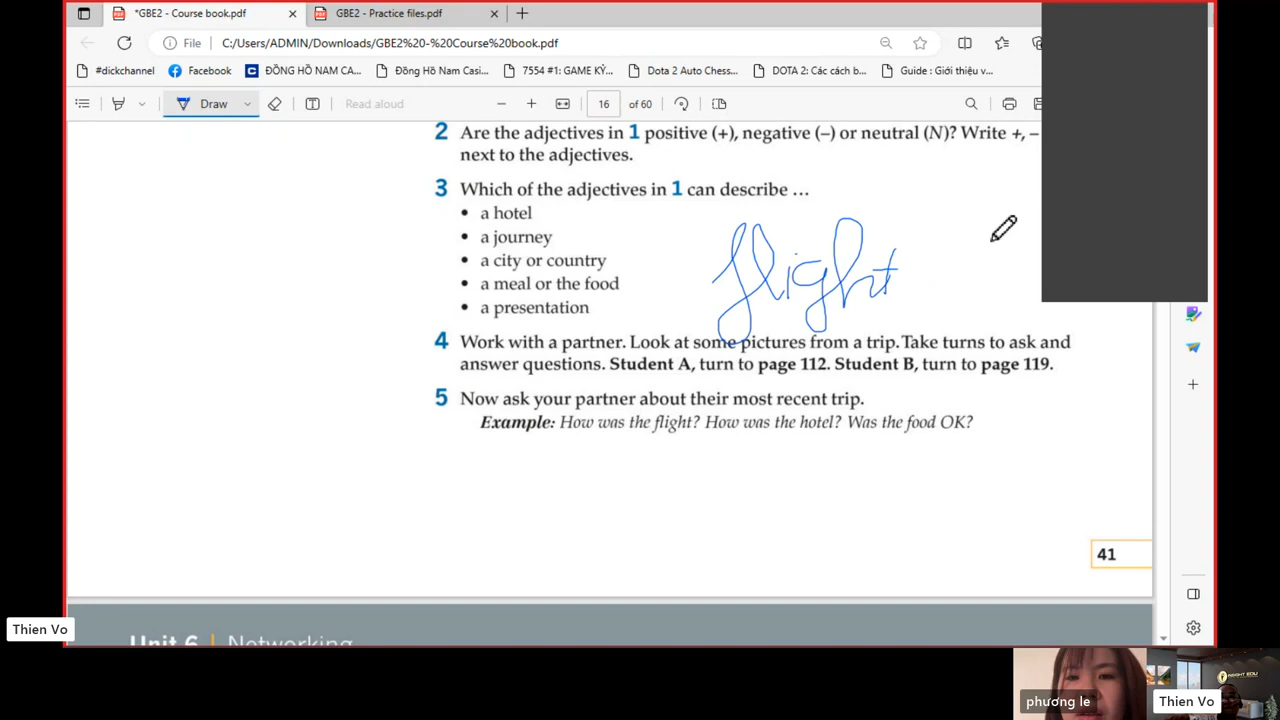 *GBE2 - Course book.pdf
GBE2 - Practice files.pdf
File C:/Users/ADMIN/Downloads/GBE2%20-%20Course%20book.pdf
#dickchannel Facebook ĐỒNG HỒ NAM CA... Đồng Hồ Nam Casi... 7554 #1: GAME KỶ... Dota 2 Auto Chess... DOTA 2: Các cách b... Guide : Giới thiệu v...
Draw Read aloud 16 of 60
2 Are the adjectives in 1 positive (+), negative (–) or neutral (N)? Write +, –
next to the adjectives.
3 Which of the adjectives in 1 can describe …
• a hotel
• a journey
• a city or country
• a meal or the food
• a presentation
flight
4 Work with a partner. Look at some pictures from a trip. Take turns to ask and
answer questions. Student A, turn to page 112. Student B, turn to page 119.
5 Now ask your partner about their most recent trip.
Example: How was the flight? How was the hotel? Was the food OK?
41
Unit 6 | Networking
Thien Vo
phương le
Thien Vo